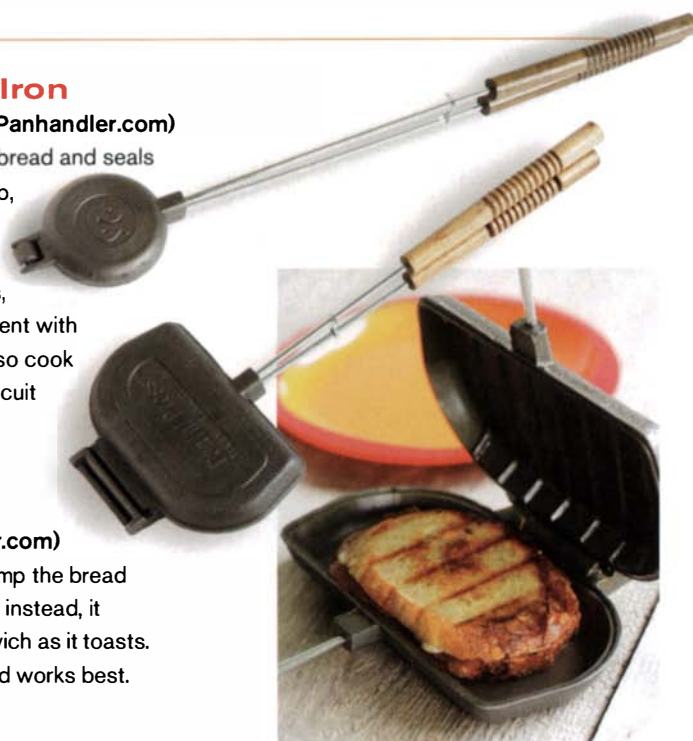 Iron
Panhandler.com)
bread and seals
o,
s,
ent with
so cook
cuit
r.com)
mp the bread
instead, it
wich as it toasts.
d works best.